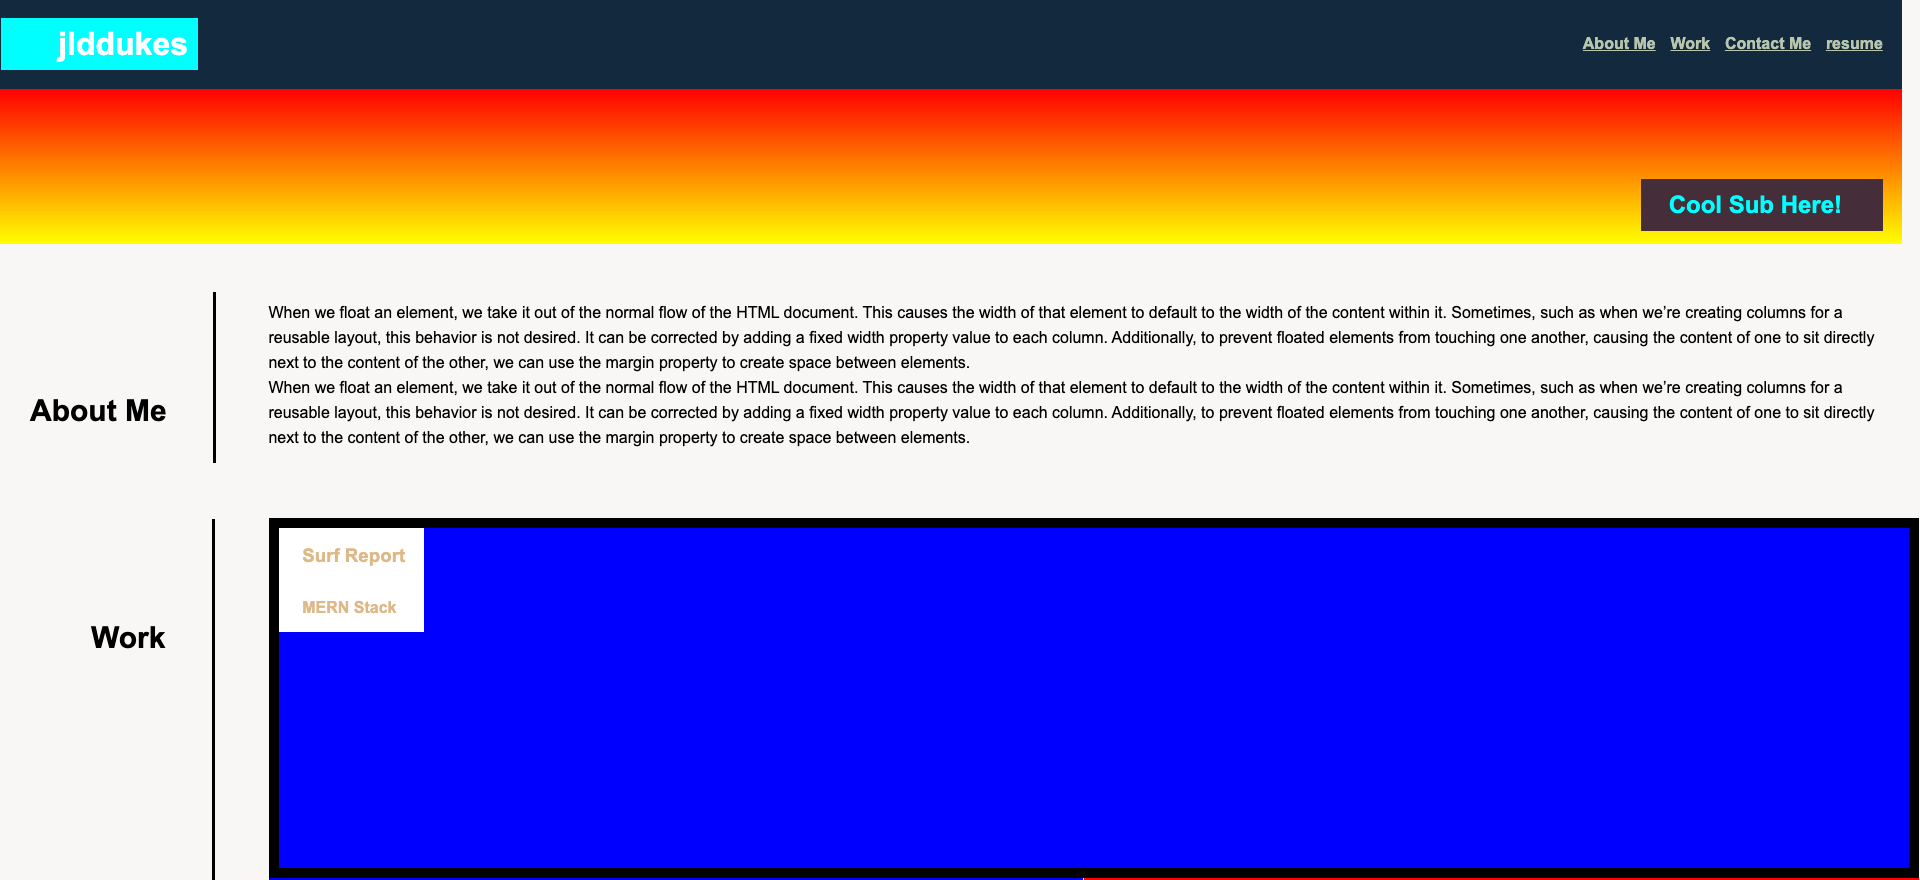 jlddukes
About Me Work Contact Me resume
Cool Sub Here!
When we float an element, we take it out of the normal flow of the HTML document. This causes the width of that element to default to the width of the content within it. Sometimes, such as when we’re creating columns for a
reusable layout, this behavior is not desired. It can be corrected by adding a fixed width property value to each column. Additionally, to prevent floated elements from touching one another, causing the content of one to sit directly
next to the content of the other, we can use the margin property to create space between elements.
When we float an element, we take it out of the normal flow of the HTML document. This causes the width of that element to default to the width of the content within it. Sometimes, such as when we’re creating columns for a
reusable layout, this behavior is not desired. It can be corrected by adding a fixed width property value to each column. Additionally, to prevent floated elements from touching one another, causing the content of one to sit directly
next to the content of the other, we can use the margin property to create space between elements.
About Me
Surf Report
MERN Stack
Work